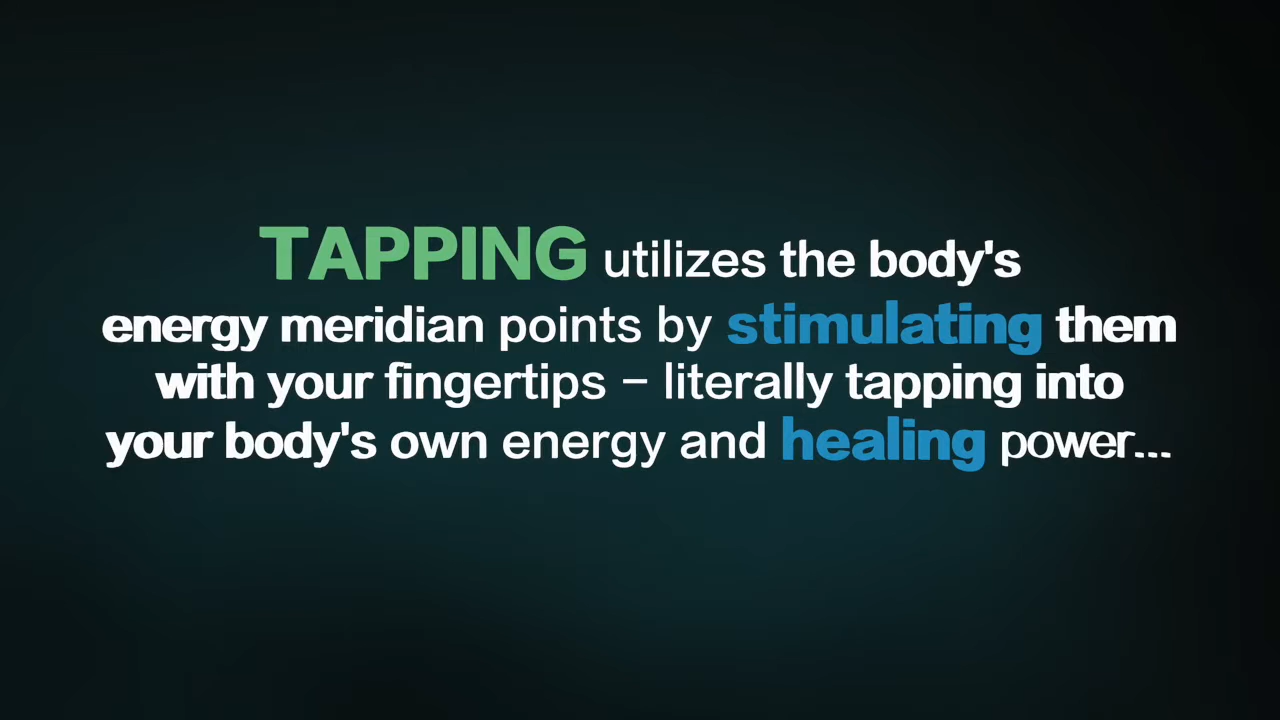 TAPPING utilizes the body's
energy meridian points by stimulating them
with your fingertips – literally tapping into
your body's own energy and healing power...